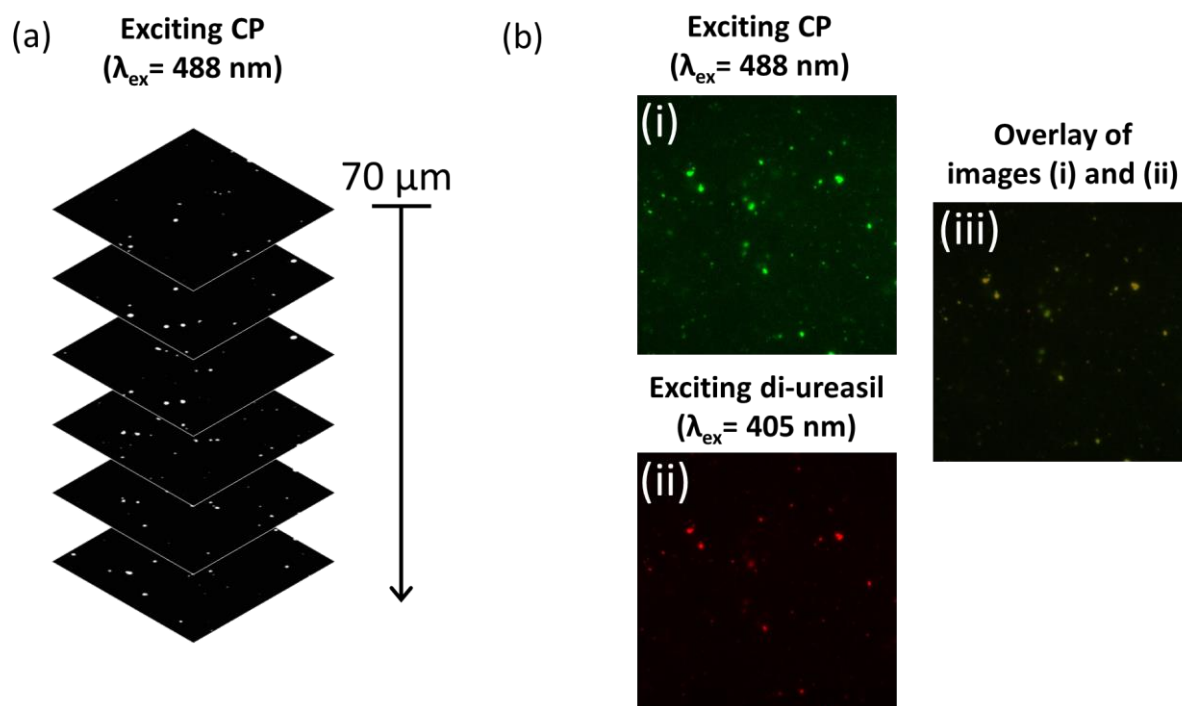 (a)
Exciting CP
(λex= 488 nm)
70 µm
(b)
Exciting CP
(λex= 488 nm)
(i)
Exciting di-ureasil
(λex= 405 nm)
(ii)
Overlay of
images (i) and (ii)
(iii)